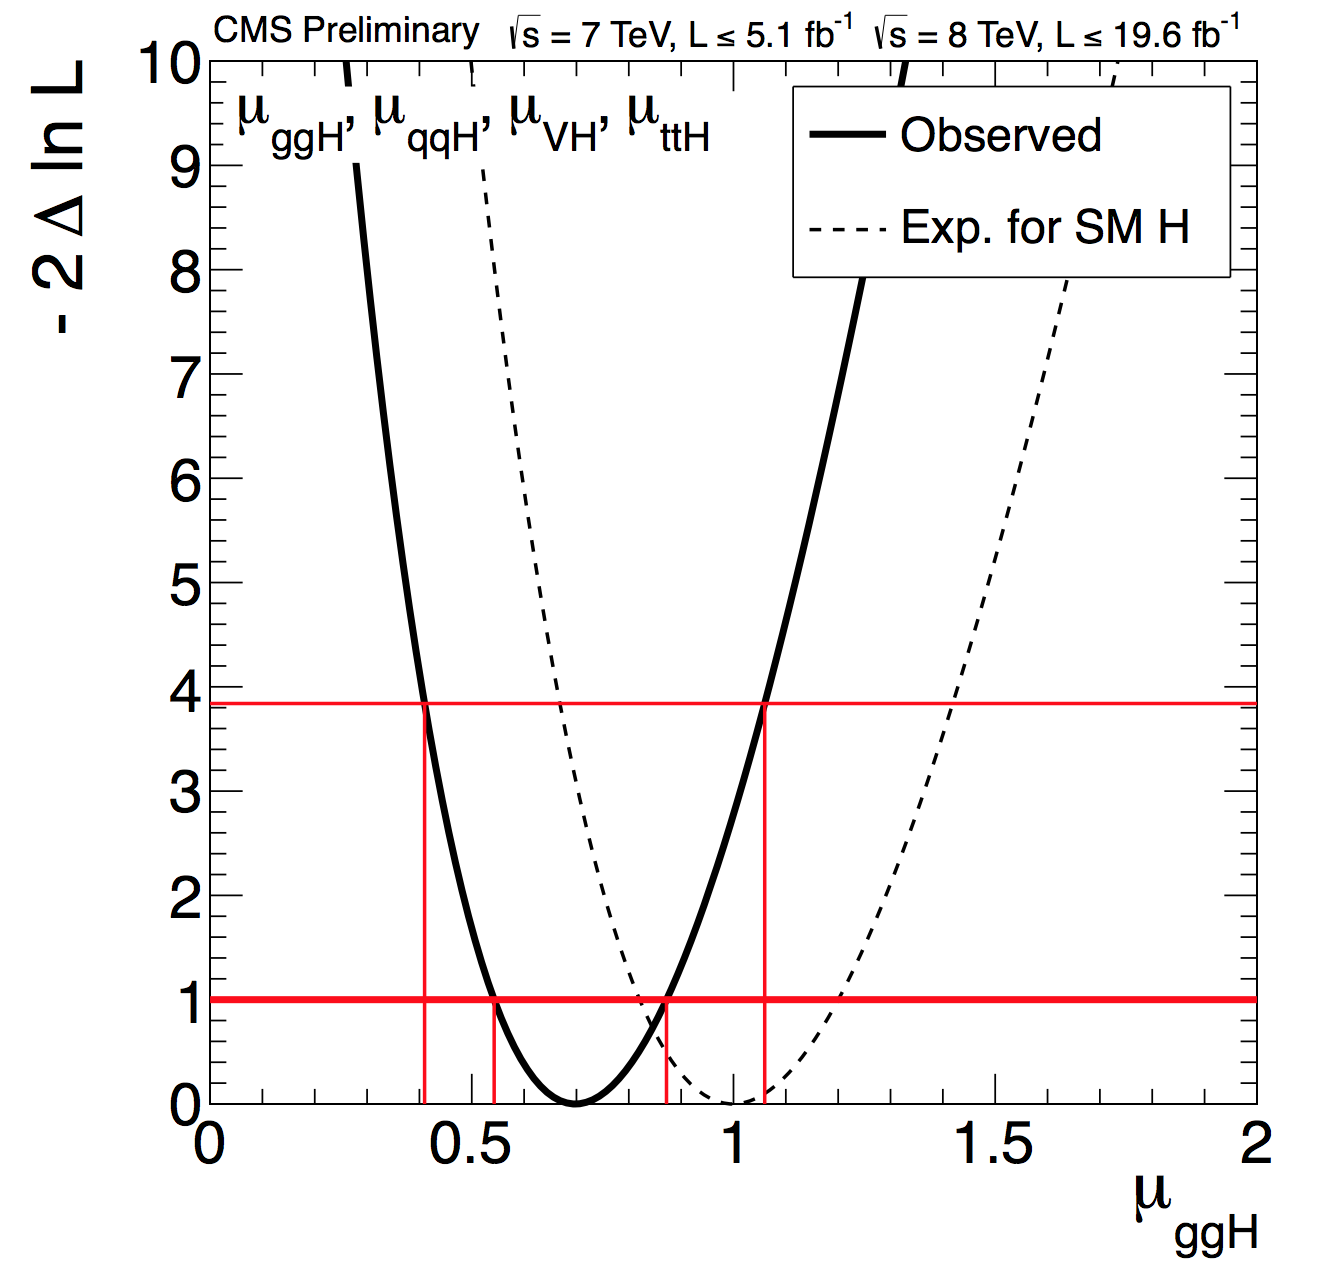 CMS Preliminary √s = 7 TeV, L ≤ 5.1 fb⁻¹ √s = 8 TeV, L ≤ 19.6 fb⁻¹
- 2 Δ ln L
μggH, μqqH, μVH, μttH
Observed
Exp. for SM H
10
9
8
7
6
5
4
3
2
1
0
0 0.5 1 1.5 2
μggH